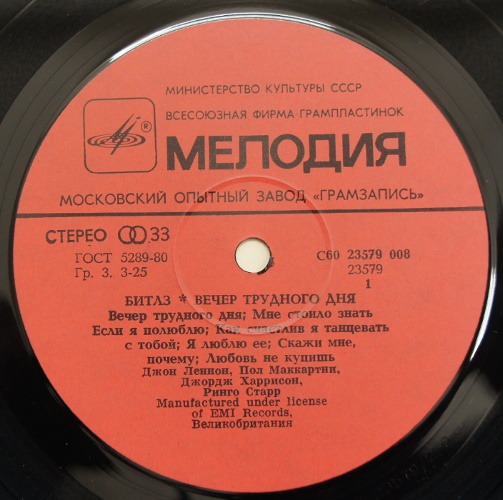 МИНИСТЕРСТВО КУЛЬТУРЫ СССР
ВСЕСОЮЗНАЯ ФИРМА ГРАМПЛАСТИНОК
®
МЕЛОДИЯ
МОСКОВСКИЙ ОПЫТНЫЙ ЗАВОД «ГРАМЗАПИСЬ»
СТЕРЕО 33
ГОСТ 5289-80
Гр. 3. 3-25
С60 23579 008
23579
1
БИТЛЗ * ВЕЧЕР ТРУДНОГО ДНЯ
Вечер трудного дня; Мне стоило знать
Если я полюблю; Как счастлив я танцевать
с тобой; Я люблю ее; Скажи мне,
почему; Любовь не купишь
Джон Леннон, Пол Маккартни,
Джордж Харрисон,
Ринго Старр
Manufactured under license
of EMI Records,
Великобритания